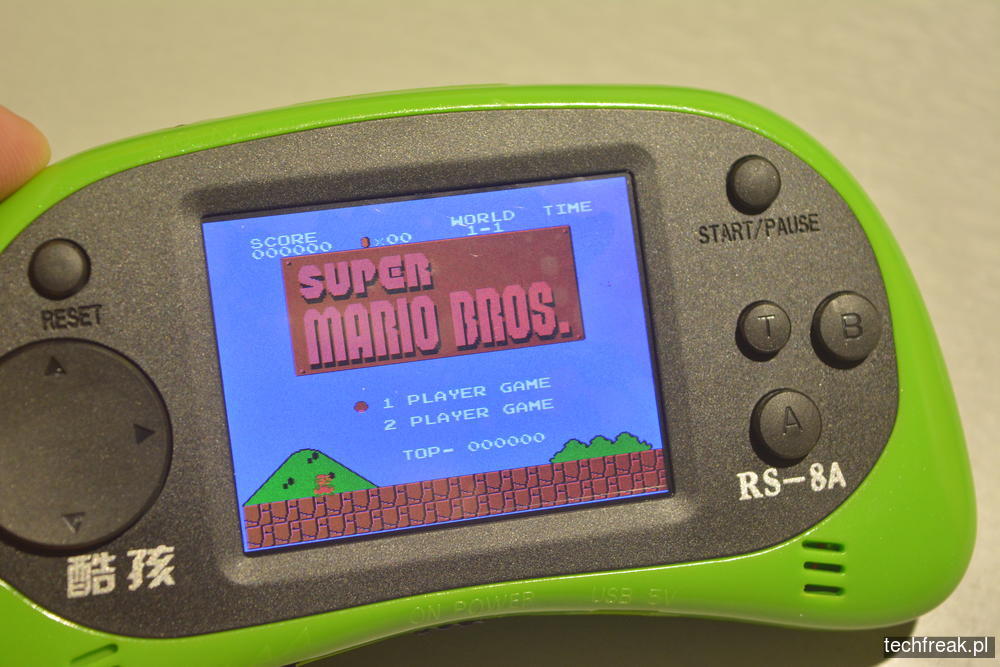 SCORE
000000
×00
WORLD
1-1
TIME
SUPER
MARIO BROS.
1 PLAYER GAME
2 PLAYER GAME
TOP- 000000
RESET
START/PAUSE
T
B
A
RS-8A
酷孩
ON POWER
USB 5V
techfreak.pl